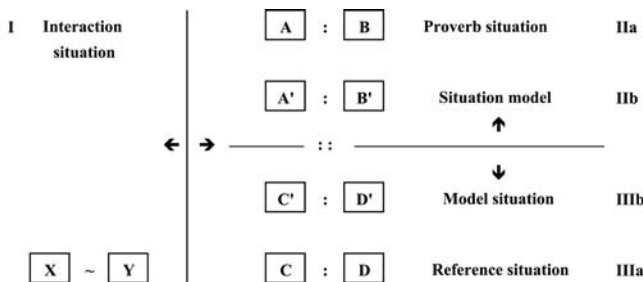 I Interaction situation A : B Proverb situation IIa
A' : B' Situation model IIb
: :
C' : D' Model situation IIIb
X ~ Y C : D Reference situation IIIa